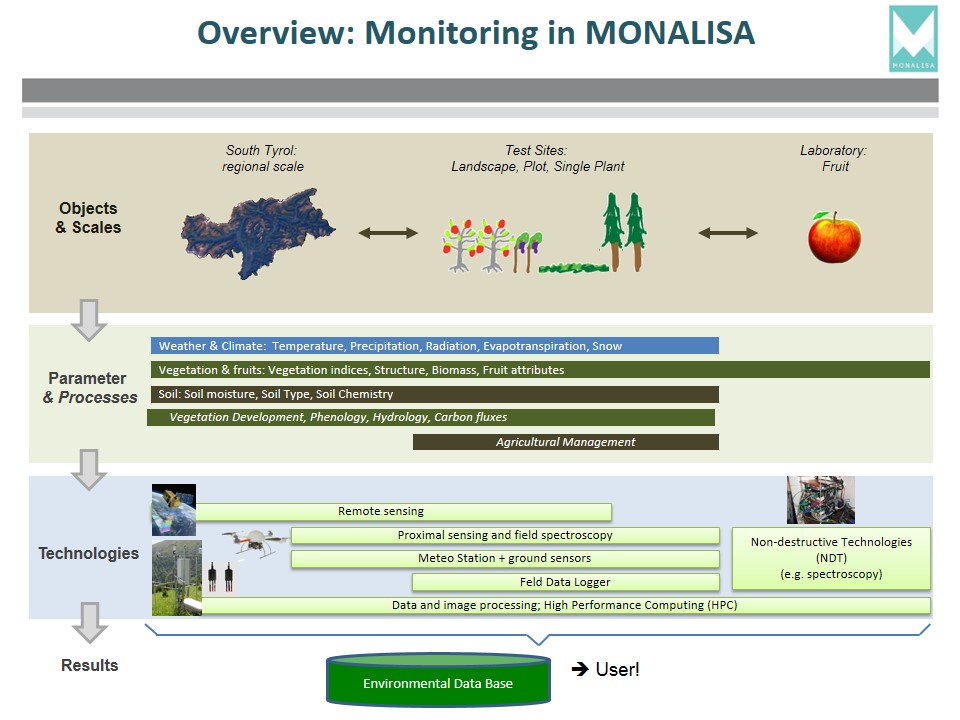 Overview: Monitoring in MONALISA
MONALISA
South Tyrol:
regional scale
Test Sites:
Landscape, Plot, Single Plant
Laboratory:
Fruit
Objects
& Scales
Parameter
& Processes
Weather & Climate: Temperature, Precipitation, Radiation, Evapotranspiration, Snow
Vegetation & fruits: Vegetation indices, Structure, Biomass, Fruit attributes
Soil: Soil moisture, Soil Type, Soil Chemistry
Vegetation Development, Phenology, Hydrology, Carbon fluxes
Agricultural Management
Technologies
Remote sensing
Proximal sensing and field spectroscopy
Meteo Station + ground sensors
Feld Data Logger
Data and image processing; High Performance Computing (HPC)
Non-destructive Technologies
(NDT)
(e.g. spectroscopy)
Results
Environmental Data Base
➔ User!